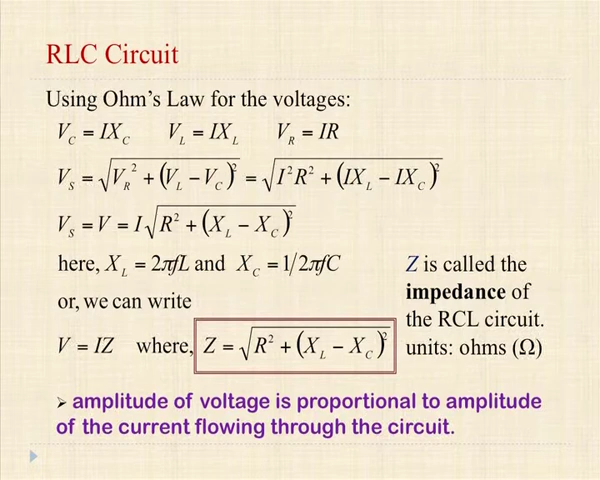 RLC Circuit
Using Ohm's Law for the voltages:
V_C = IX_C V_L = IX_L V_R = IR
V_S = √(V_R² + (V_L − V_C)²) = √(I²R² + (IX_L − IX_C)²)
V_S = V = I√(R² + (X_L − X_C)²)
here, X_L = 2πfL and X_C = 1/2πfC
or, we can write
V = IZ where, Z = √(R² + (X_L − X_C)²)
Z is called the
impedance of
the RCL circuit.
units: ohms (Ω)
➢ amplitude of voltage is proportional to amplitude
of the current flowing through the circuit.